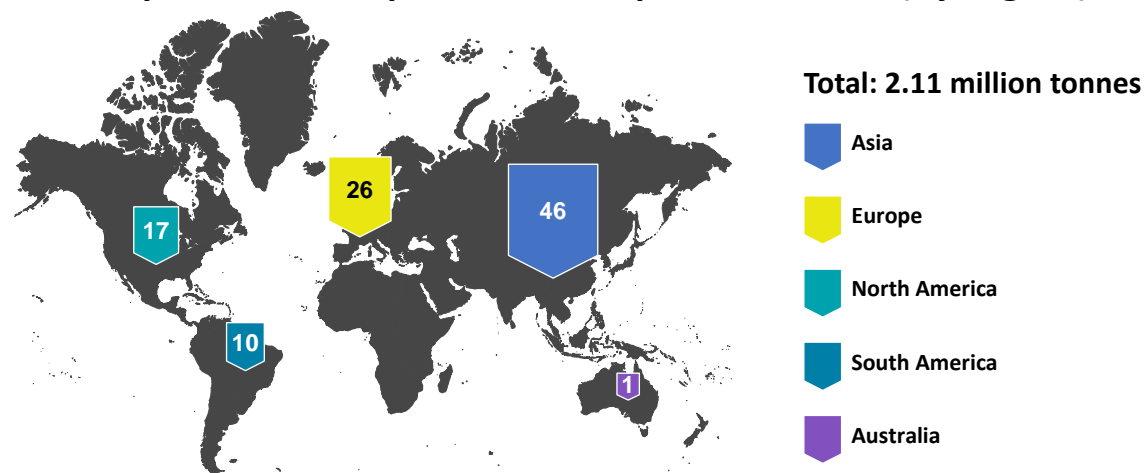 Total: 2.11 million tonnes
Asia
Europe
North America
South America
Australia
26
46
17
10
1